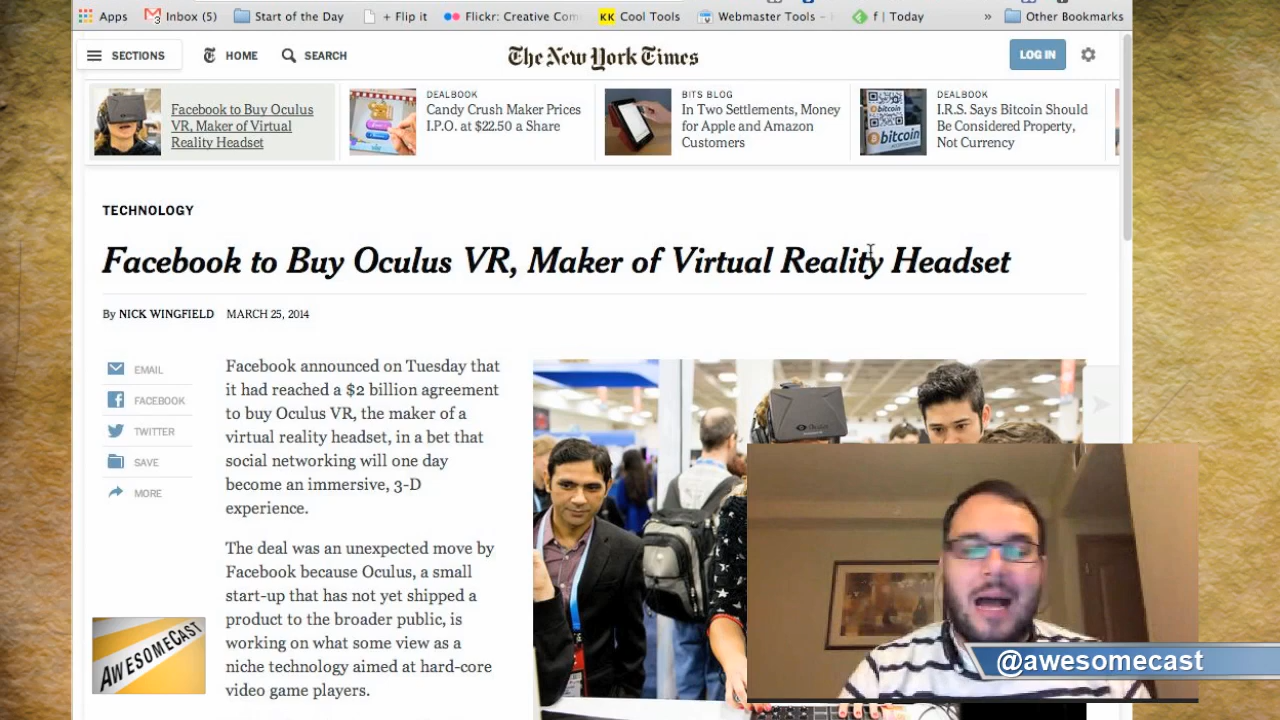 Apps
Inbox (5)
Start of the Day
+ Flip it
Flickr: Creative Com
KK Cool Tools
Webmaster Tools -
f | Today
»
Other Bookmarks
SECTIONS
HOME
SEARCH
The New York Times
LOG IN
Facebook to Buy Oculus
VR, Maker of Virtual
Reality Headset
DEALBOOK
Candy Crush Maker Prices
I.P.O. at $22.50 a Share
BITS BLOG
In Two Settlements, Money
for Apple and Amazon
Customers
DEALBOOK
I.R.S. Says Bitcoin Should
Be Considered Property,
Not Currency
bitcoin
bitcoin
TECHNOLOGY
Facebook to Buy Oculus VR, Maker of Virtual Reality Headset
By NICK WINGFIELD MARCH 25, 2014
EMAIL
FACEBOOK
TWITTER
SAVE
MORE
Facebook announced on Tuesday that
it had reached a $2 billion agreement
to buy Oculus VR, the maker of a
virtual reality headset, in a bet that
social networking will one day
become an immersive, 3-D
experience.
The deal was an unexpected move by
Facebook because Oculus, a small
start-up that has not yet shipped a
product to the broader public, is
working on what some view as a
niche technology aimed at hard-core
video game players.
oculus
AWESOMECAST
@awesomecast